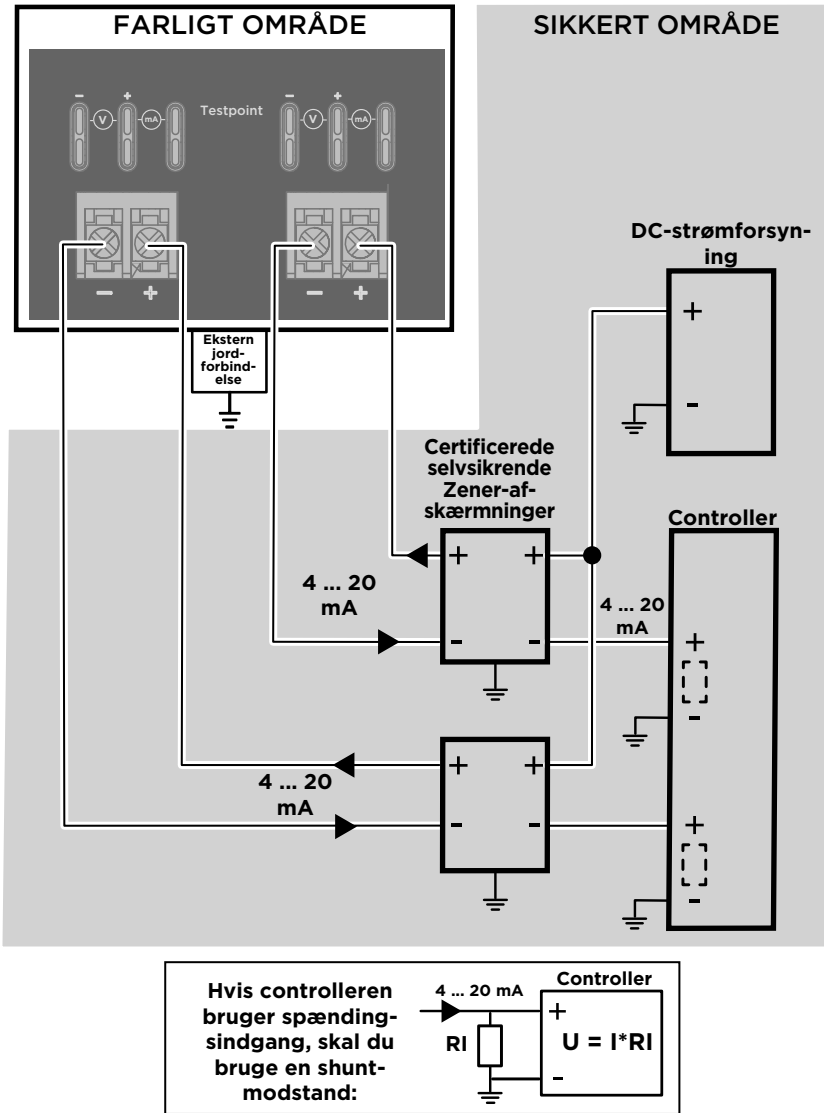 FARLIGT OMRÅDE
SIKKERT OMRÅDE
- + Testpoint - +
V mA V mA
- + - +
Ekstern
jord-
forbind-
else
DC-strømforsyn-
ing
+
-
Certificerede
selvsikrende
Zener-af-
skærmninger
Controller
+ +
4 ... 20
mA
4 ... 20
mA
- -
+
-
+ +
4 ... 20
mA
- -
+
-
Hvis controlleren
bruger spænding-
sindgang, skal du
bruge en shunt-
modstand:
4 ... 20 mA
RI
Controller
+
U = I*RI
-